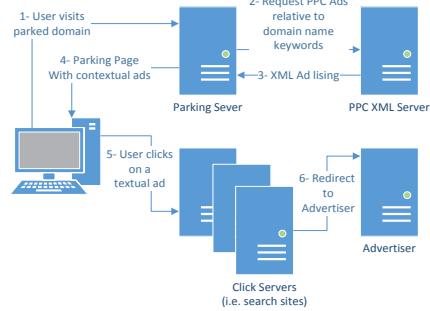 1- User visits
parked domain
2- Request PPC Ads
relative to
domain name
keywords
4- Parking Page
With contextual ads
3- XML Ad lising
Parking Sever
PPC XML Server
5- User clicks
on a
textual ad
6- Redirect
to
Advertiser
Advertiser
Click Servers
(i.e. search sites)